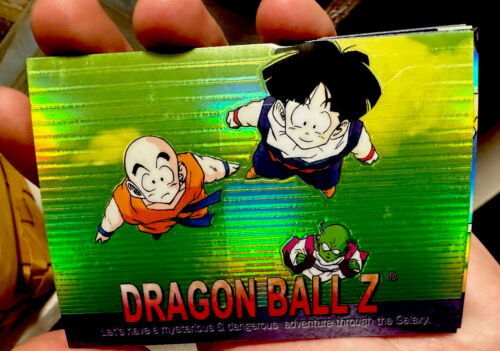 DRAGON BALL Z®
Let's have a mysterious & dangerous adventure through the Galaxy.